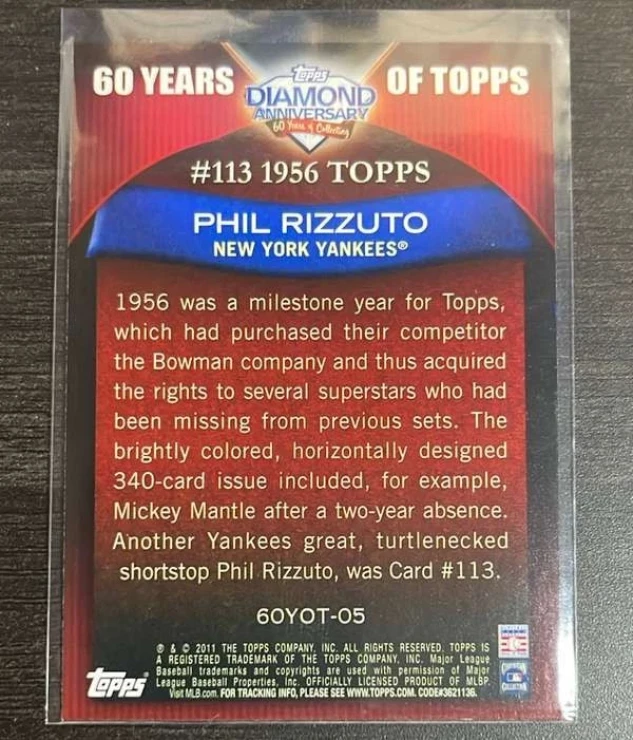 60 YEARS OF TOPPS
Topps
DIAMOND
ANNIVERSARY
60 Years of Collecting
#113 1956 TOPPS
PHIL RIZZUTO
NEW YORK YANKEES®
1956 was a milestone year for Topps,
which had purchased their competitor
the Bowman company and thus acquired
the rights to several superstars who had
been missing from previous sets. The
brightly colored, horizontally designed
340-card issue included, for example,
Mickey Mantle after a two-year absence.
Another Yankees great, turtlenecked
shortstop Phil Rizzuto, was Card #113.
60YOT-05
® & © 2011 THE TOPPS COMPANY, INC. ALL RIGHTS RESERVED. TOPPS IS
A REGISTERED TRADEMARK OF THE TOPPS COMPANY, INC. Major League
Baseball trademarks and copyrights are used with permission of Major
League Baseball Properties, Inc. OFFICIALLY LICENSED PRODUCT OF MLBP.
Visit MLB.com. FOR TRACKING INFO, PLEASE SEE WWW.TOPPS.COM. CODE#3621136.
Topps